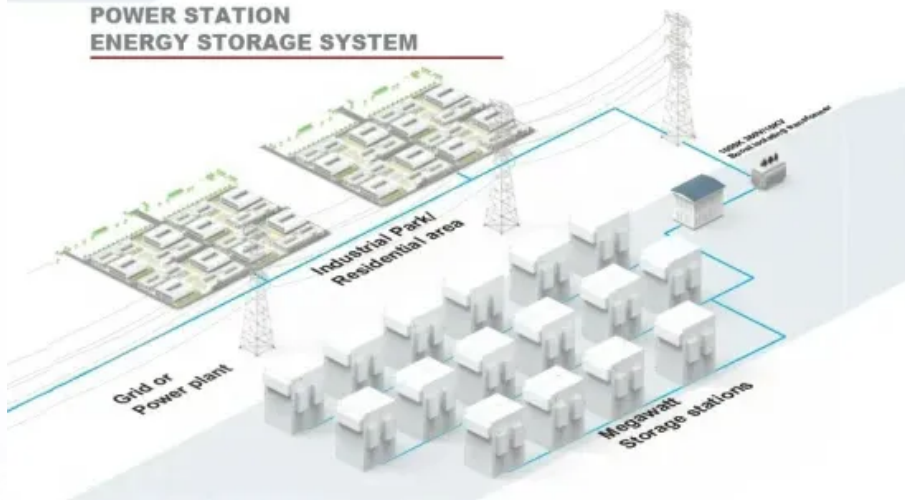 POWER STATION
ENERGY STORAGE SYSTEM
Industrial Park/
Residential area
Grid or
Power plant
Megawatt
Storage stations